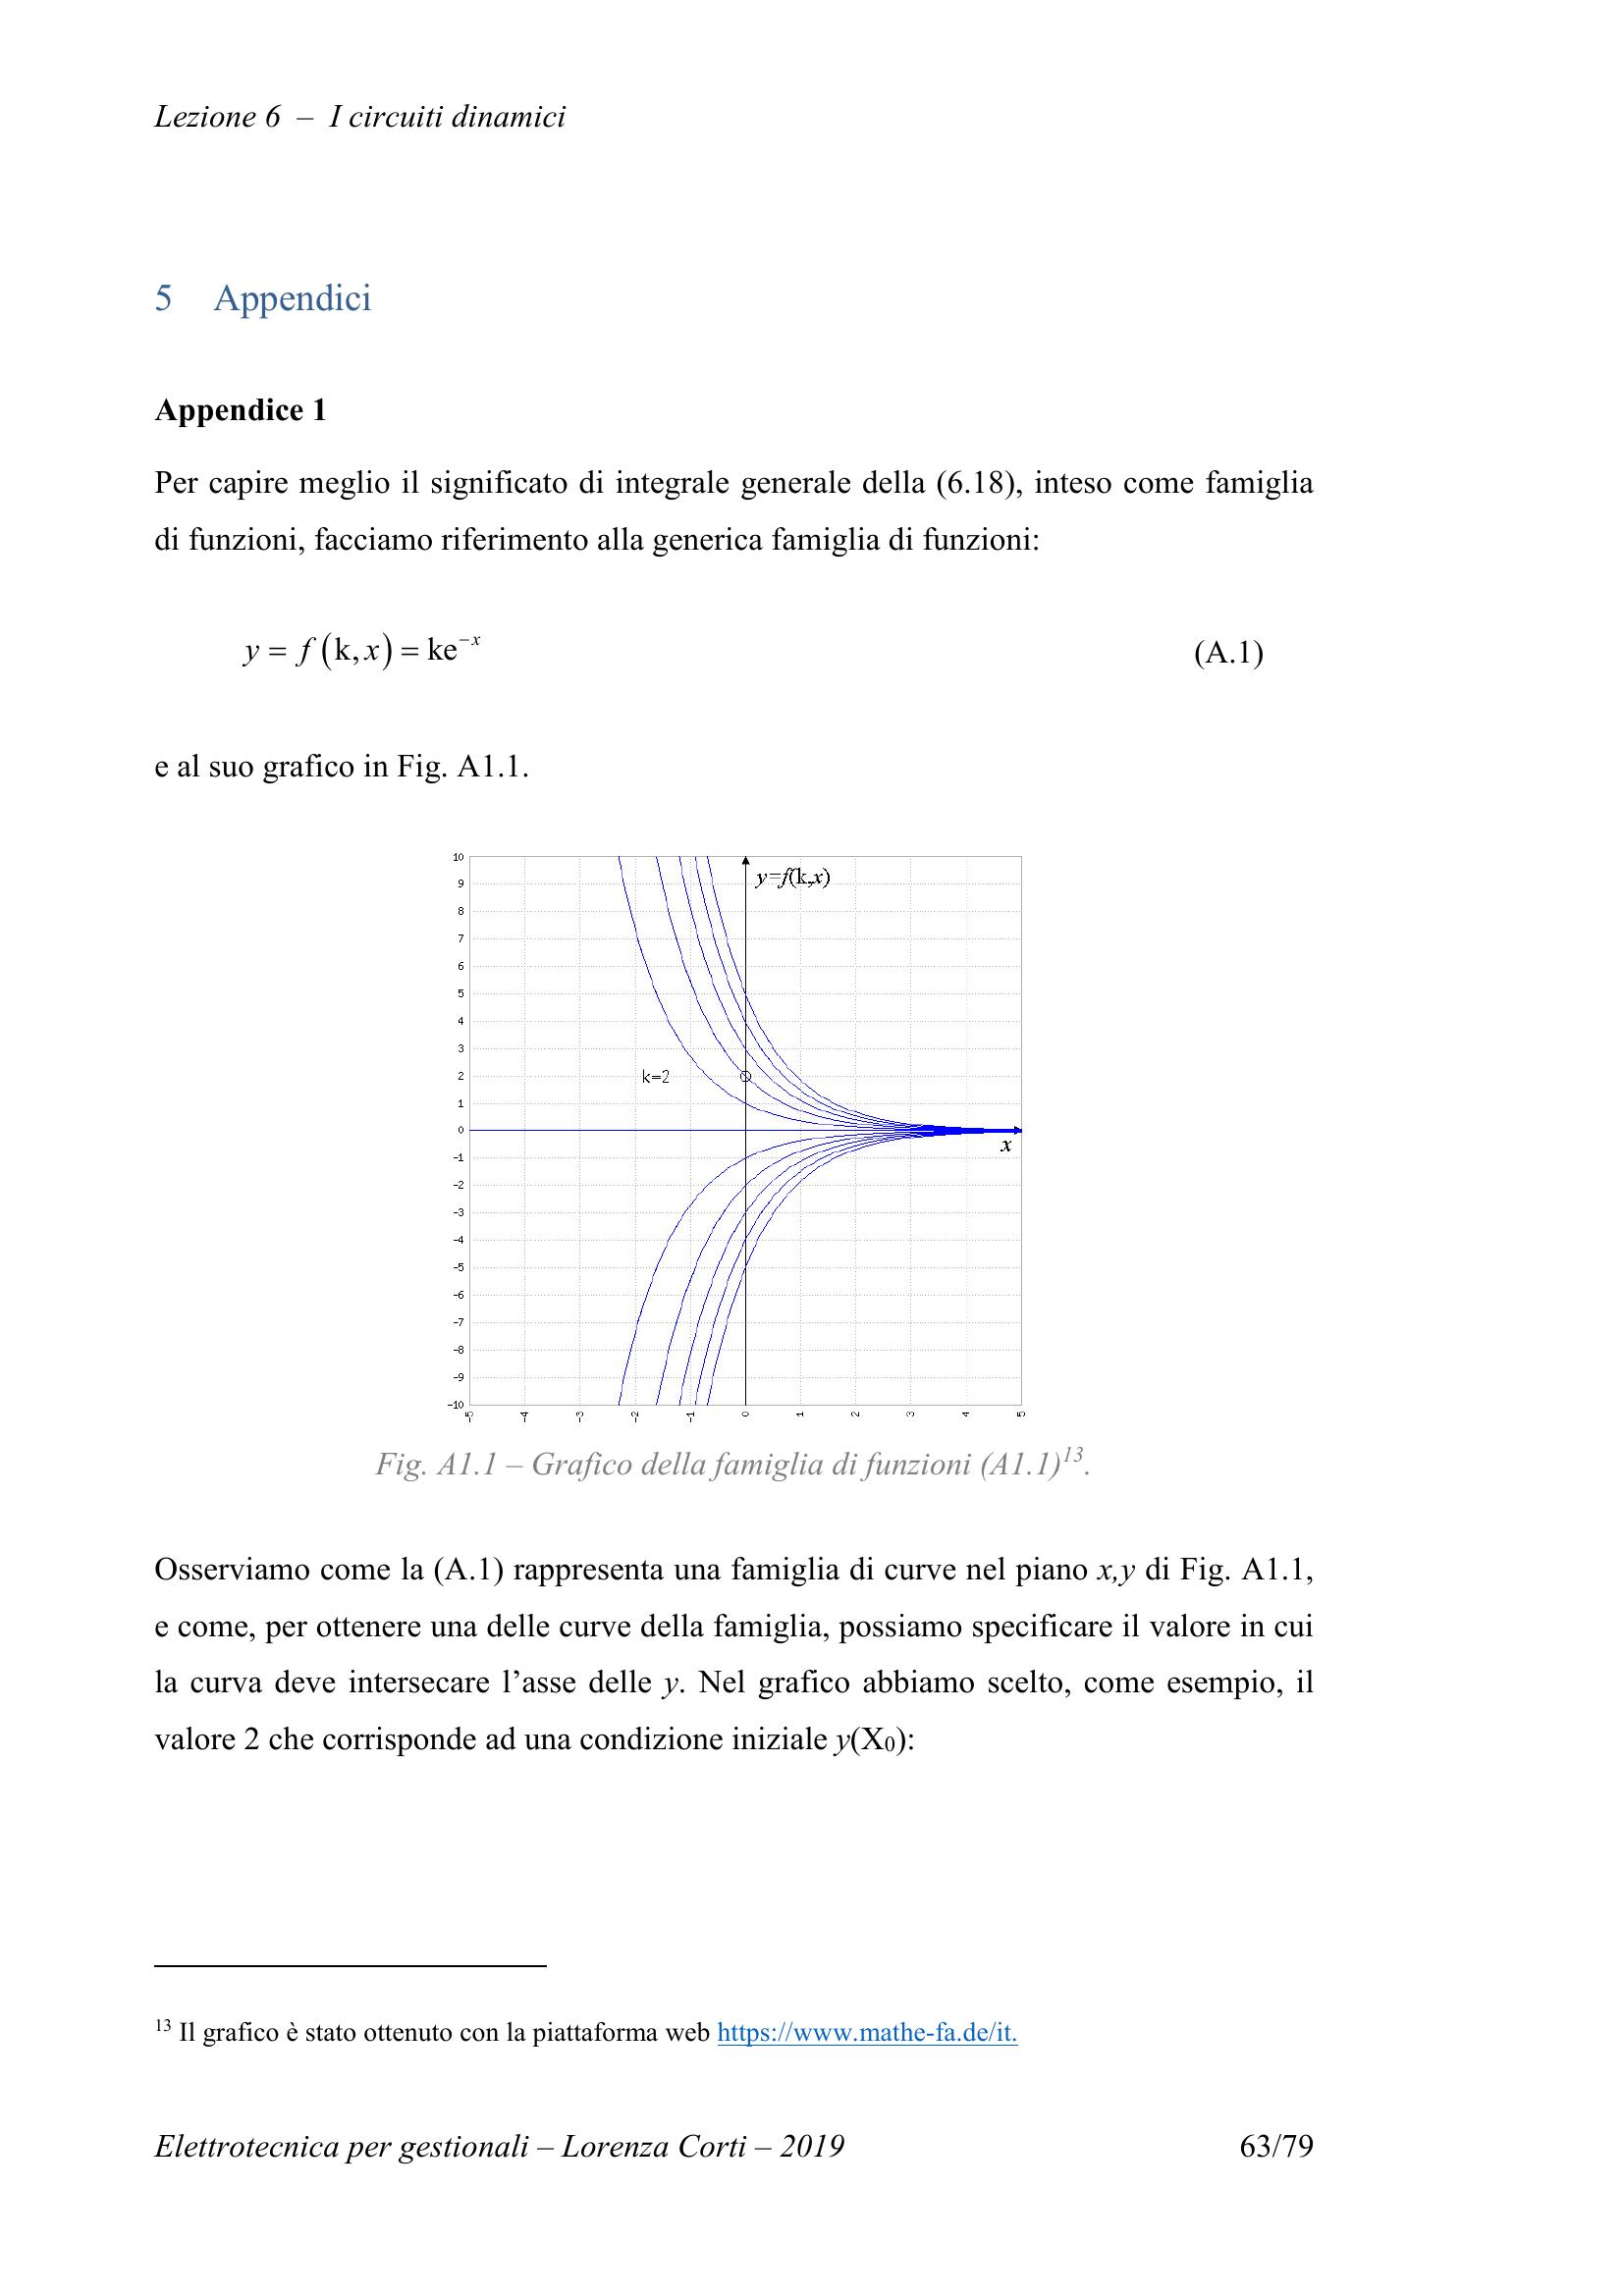 Lezione 6 – I circuiti dinamici
5 Appendici
Appendice 1
Per capire meglio il significato di integrale generale della (6.18), inteso come famiglia
di funzioni, facciamo riferimento alla generica famiglia di funzioni:
y = f (k, x) = ke⁻ˣ (A.1)
e al suo grafico in Fig. A1.1.
10
y=f(k,x)
9
8
7
6
5
4
3
k=2
2
1
0
x
-1
-2
-3
-4
-5
-6
-7
-8
-9
-10
-5 -4 -3 -2 -1 0 1 2 3 4 5
Fig. A1.1 – Grafico della famiglia di funzioni (A1.1)¹³.
Osserviamo come la (A.1) rappresenta una famiglia di curve nel piano x,y di Fig. A1.1,
e come, per ottenere una delle curve della famiglia, possiamo specificare il valore in cui
la curva deve intersecare l’asse delle y. Nel grafico abbiamo scelto, come esempio, il
valore 2 che corrisponde ad una condizione iniziale y(X₀):
¹³ Il grafico è stato ottenuto con la piattaforma web https://www.mathe-fa.de/it.
Elettrotecnica per gestionali – Lorenza Corti – 2019 63/79